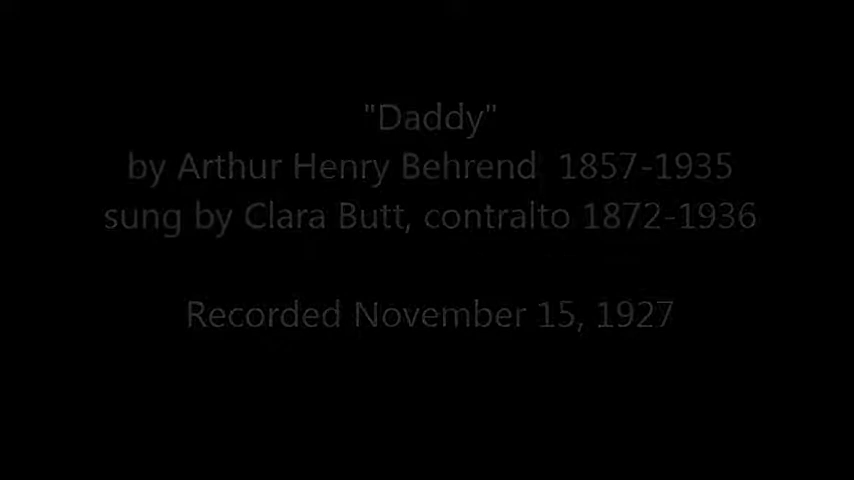 "Daddy"
by Arthur Henry Behrend 1857-1935
sung by Clara Butt, contralto 1872-1936
Recorded November 15, 1927